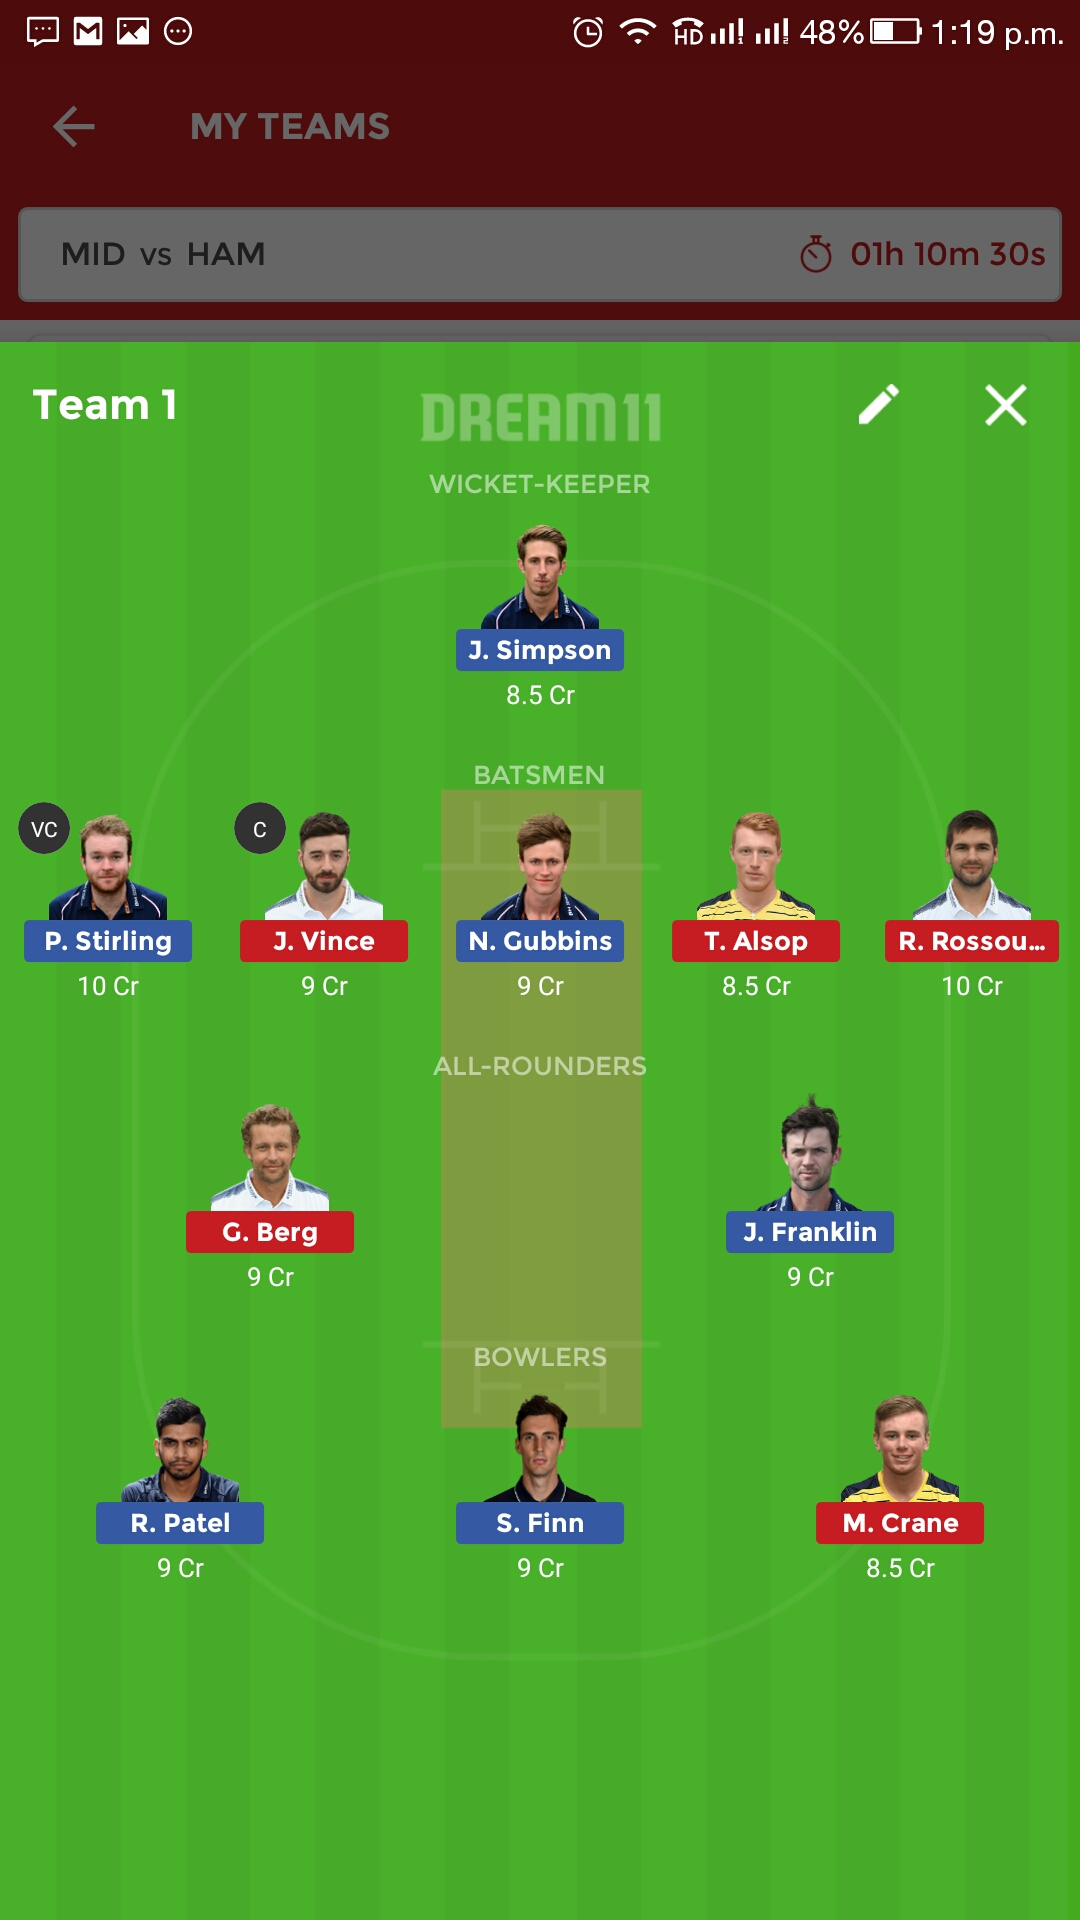 48% 1:19 p.m.
HD 1 2
MY TEAMS
MID vs HAM 01h 10m 30s
Team 1
DREAM11
WICKET-KEEPER
J. Simpson
8.5 Cr
BATSMEN
VC C
P. Stirling J. Vince N. Gubbins T. Alsop R. Rossou...
10 Cr 9 Cr 9 Cr 8.5 Cr 10 Cr
ALL-ROUNDERS
G. Berg J. Franklin
9 Cr 9 Cr
BOWLERS
R. Patel S. Finn M. Crane
9 Cr 9 Cr 8.5 Cr